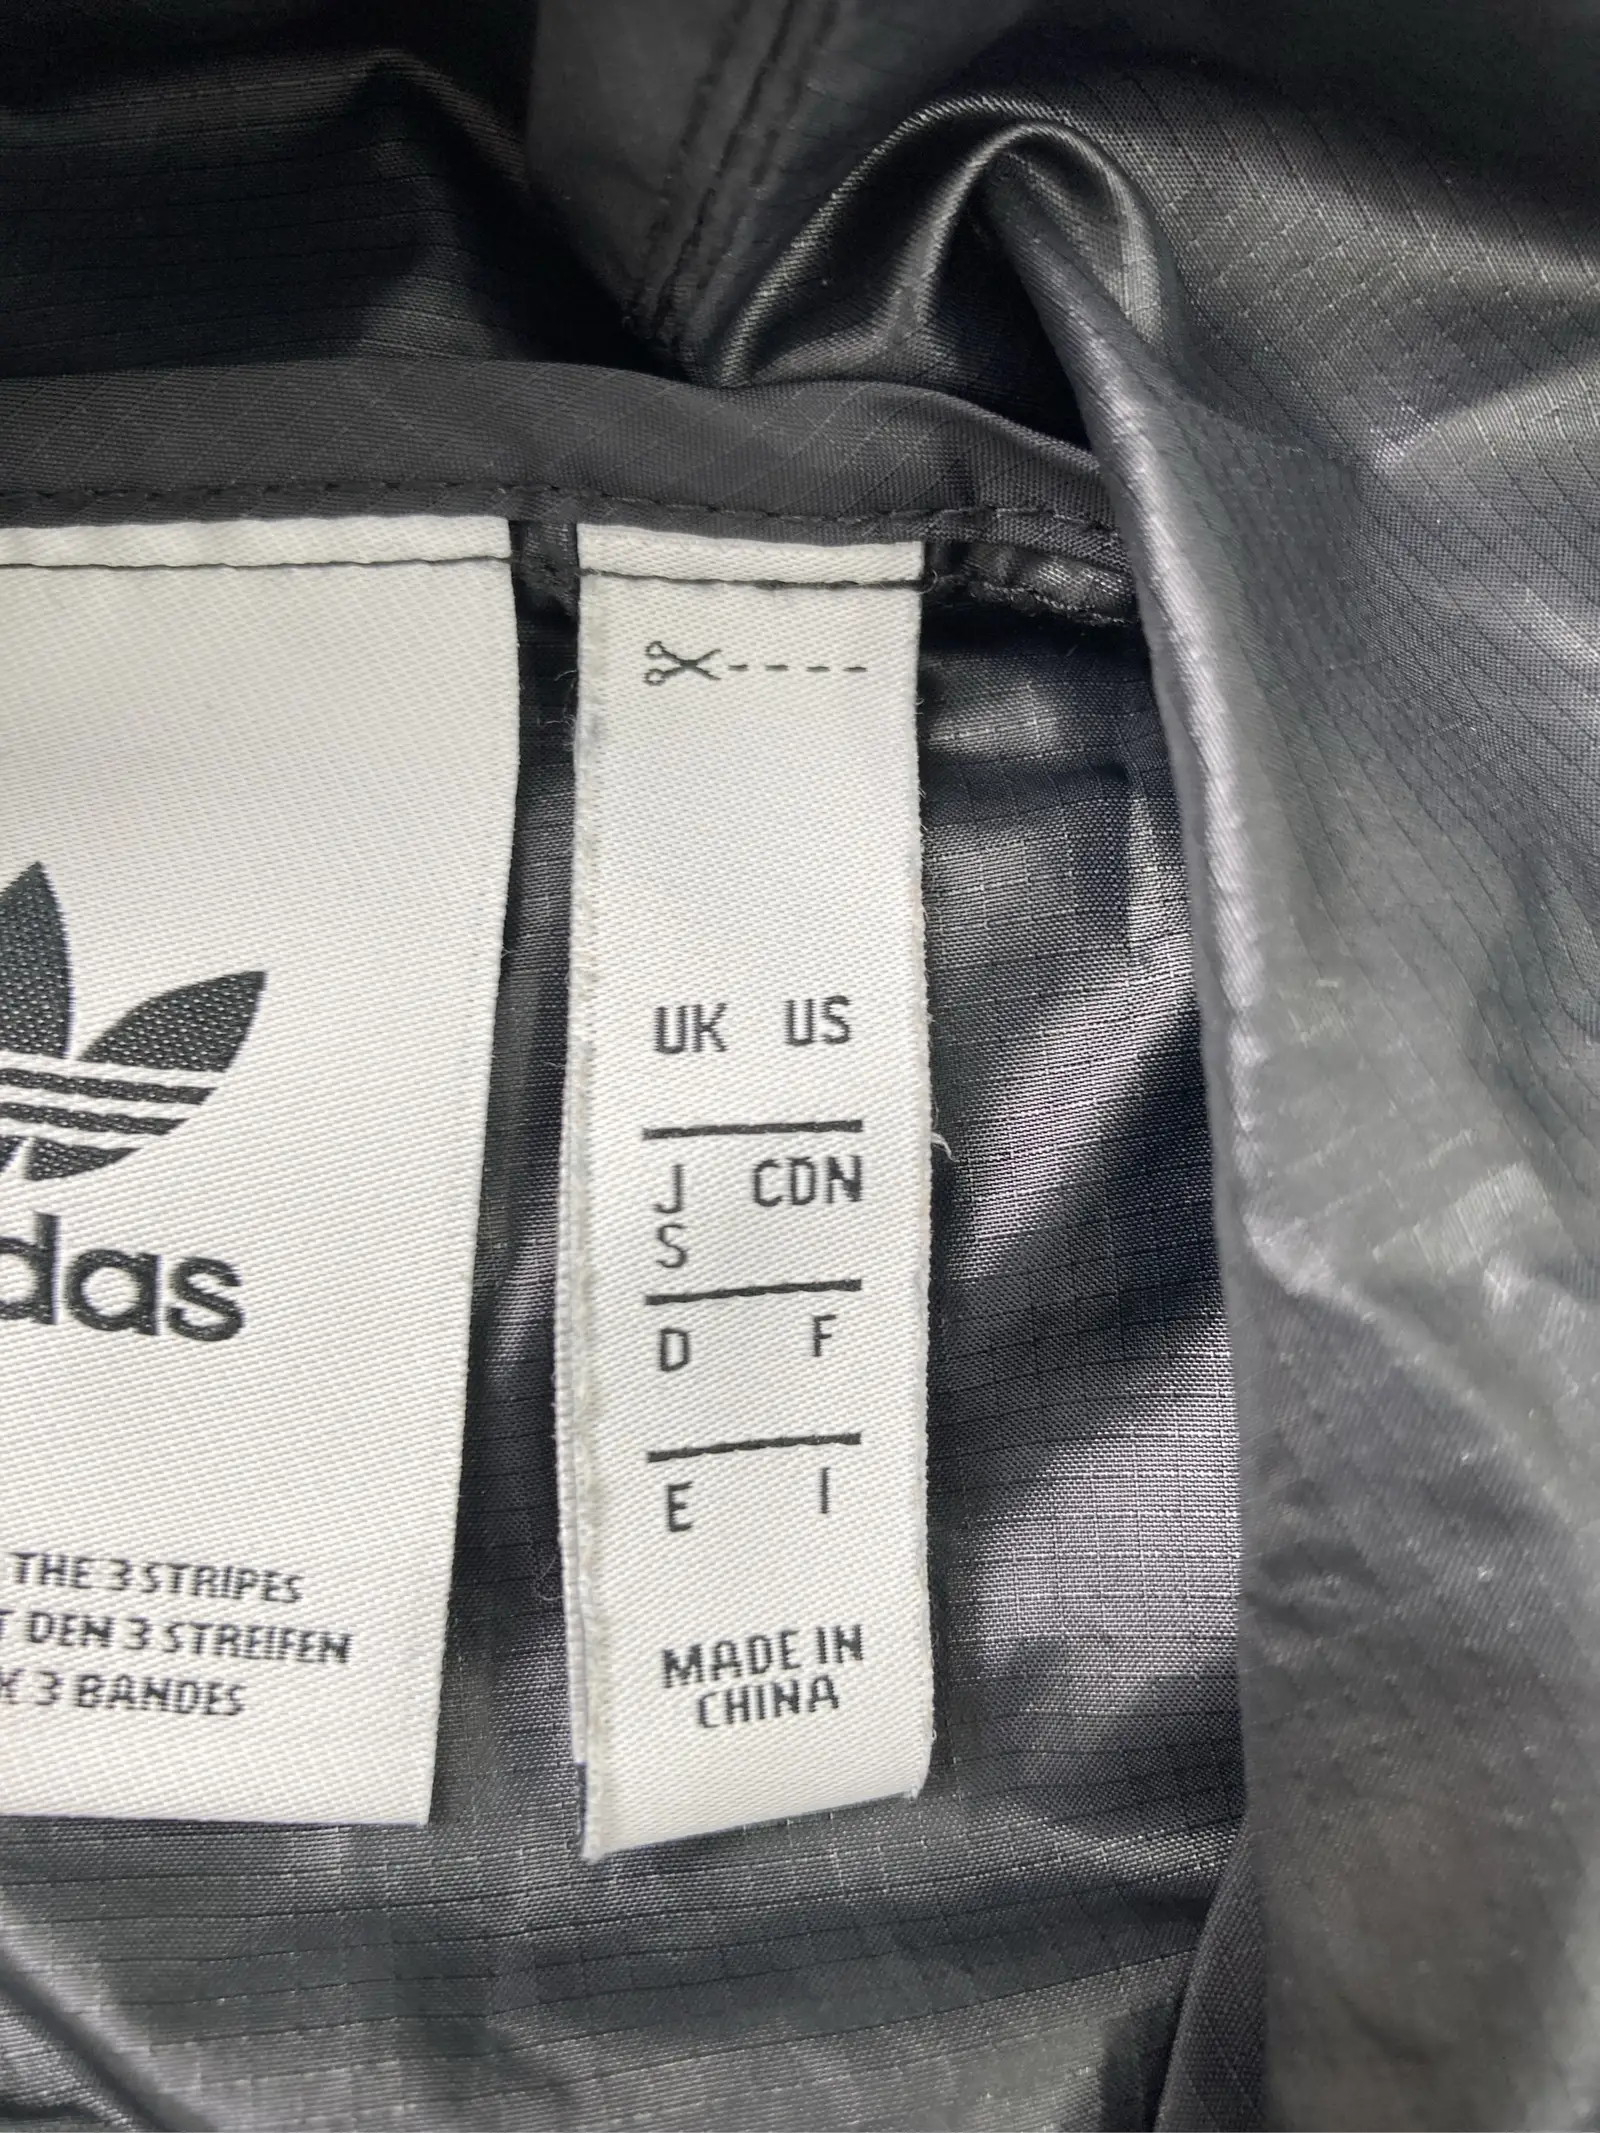 das
THE 3 STRIPES
T DEN 3 STREIFEN
3 BANDES
UK US
J CDN
S
D F
E I
MADE IN
CHINA